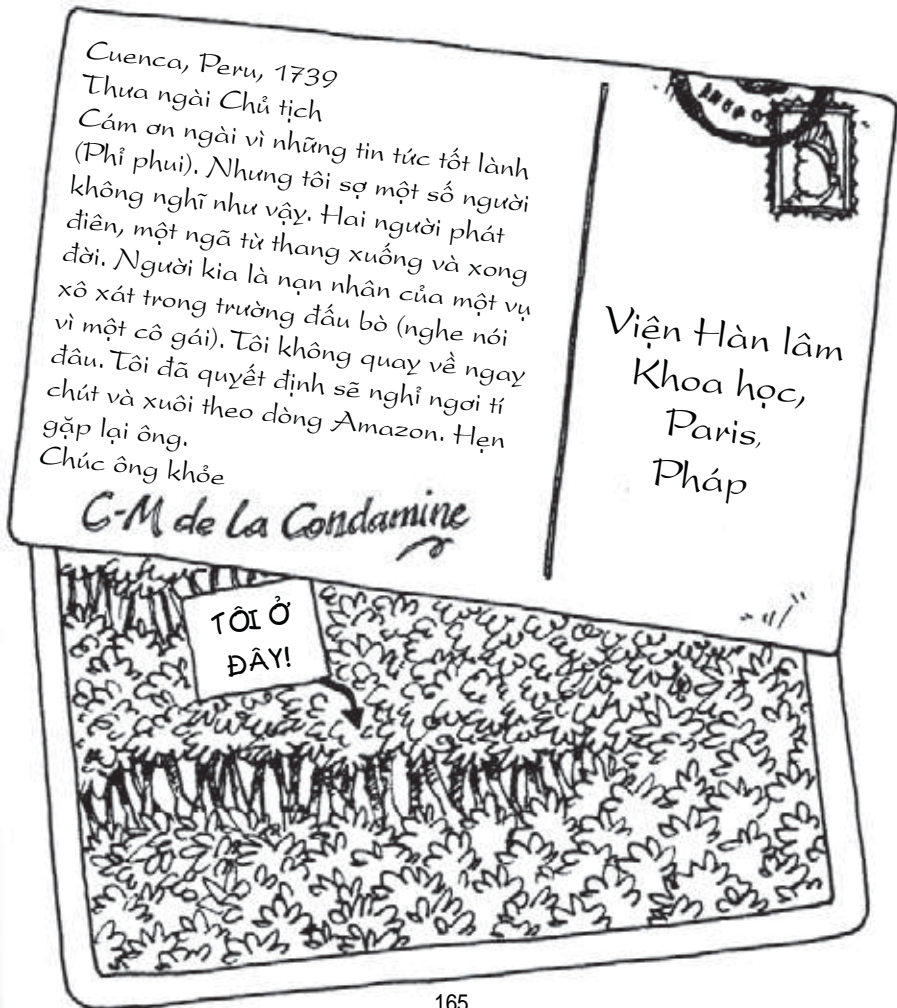 Cuenca, Peru, 1739
Thưa ngài Chủ tịch
Cám ơn ngài vì những tin tức tốt lành
(Phỉ phui). Nhưng tôi sợ một số người
không nghĩ như vậy. Hai người phát
điên, một ngã từ thang xuống và xong
đời. Người kia là nạn nhân của một vụ
xô xát trong trường đấu bò (nghe nói
vì một cô gái). Tôi không quay về ngay
đâu. Tôi đã quyết định sẽ nghỉ ngơi tí
chút và xuôi theo dòng Amazon. Hẹn
gặp lại ông.
Chúc ông khỏe
C-M de La Condamine
Viện Hàn lâm
Khoa học,
Paris,
Pháp
TÔI Ở
ĐÂY!
165